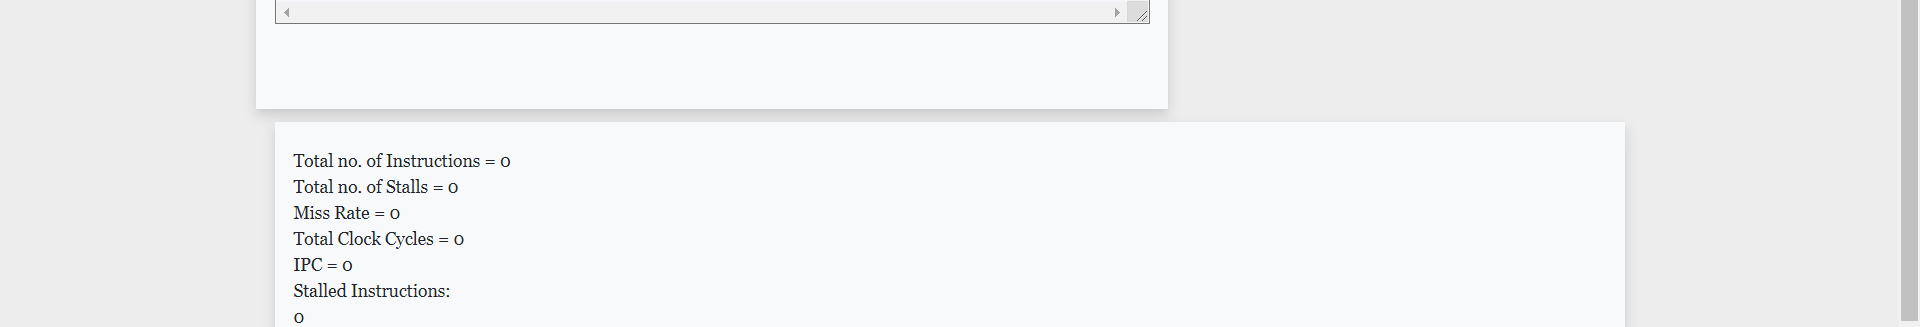 Total no. of Instructions = 0
Total no. of Stalls = 0
Miss Rate = 0
Total Clock Cycles = 0
IPC = 0
Stalled Instructions:
0